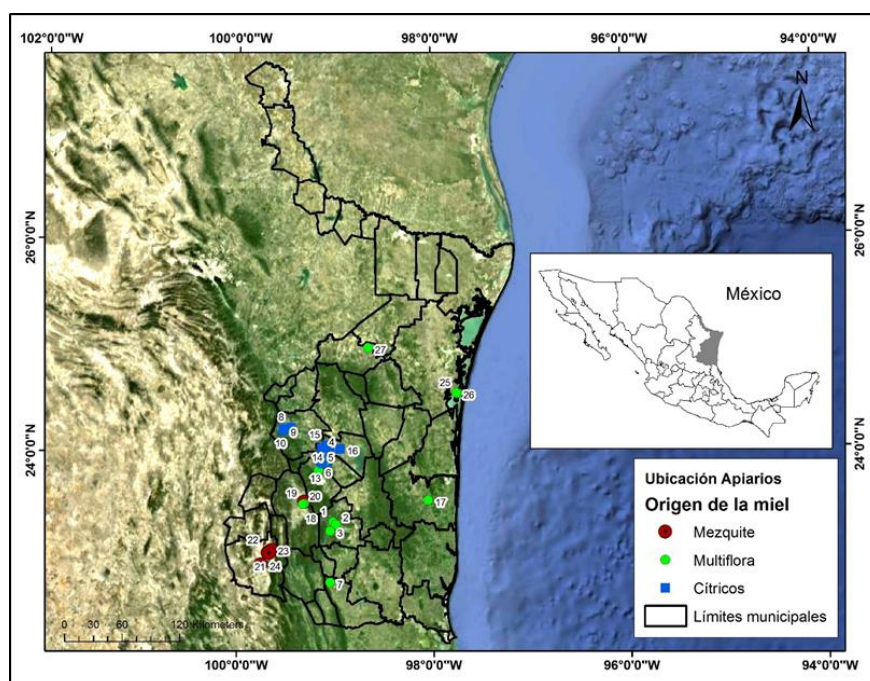 102°0'0"W 100°0'0"W 98°0'0"W 96°0'0"W 94°0'0"W
N
26°0'0"N 26°0'0"N
México
27
25
26
8
9
15
4
16
10
14
5
24°0'0"N 24°0'0"N
6
13
19
20
17
18
1
2
3
22
23
21
24
7
Ubicación Apiarios
Origen de la miel
Mezquite
Multiflora
Cítricos
Límites municipales
0 30 60 120 Kilometers
100°0'0"W 98°0'0"W 96°0'0"W 94°0'0"W